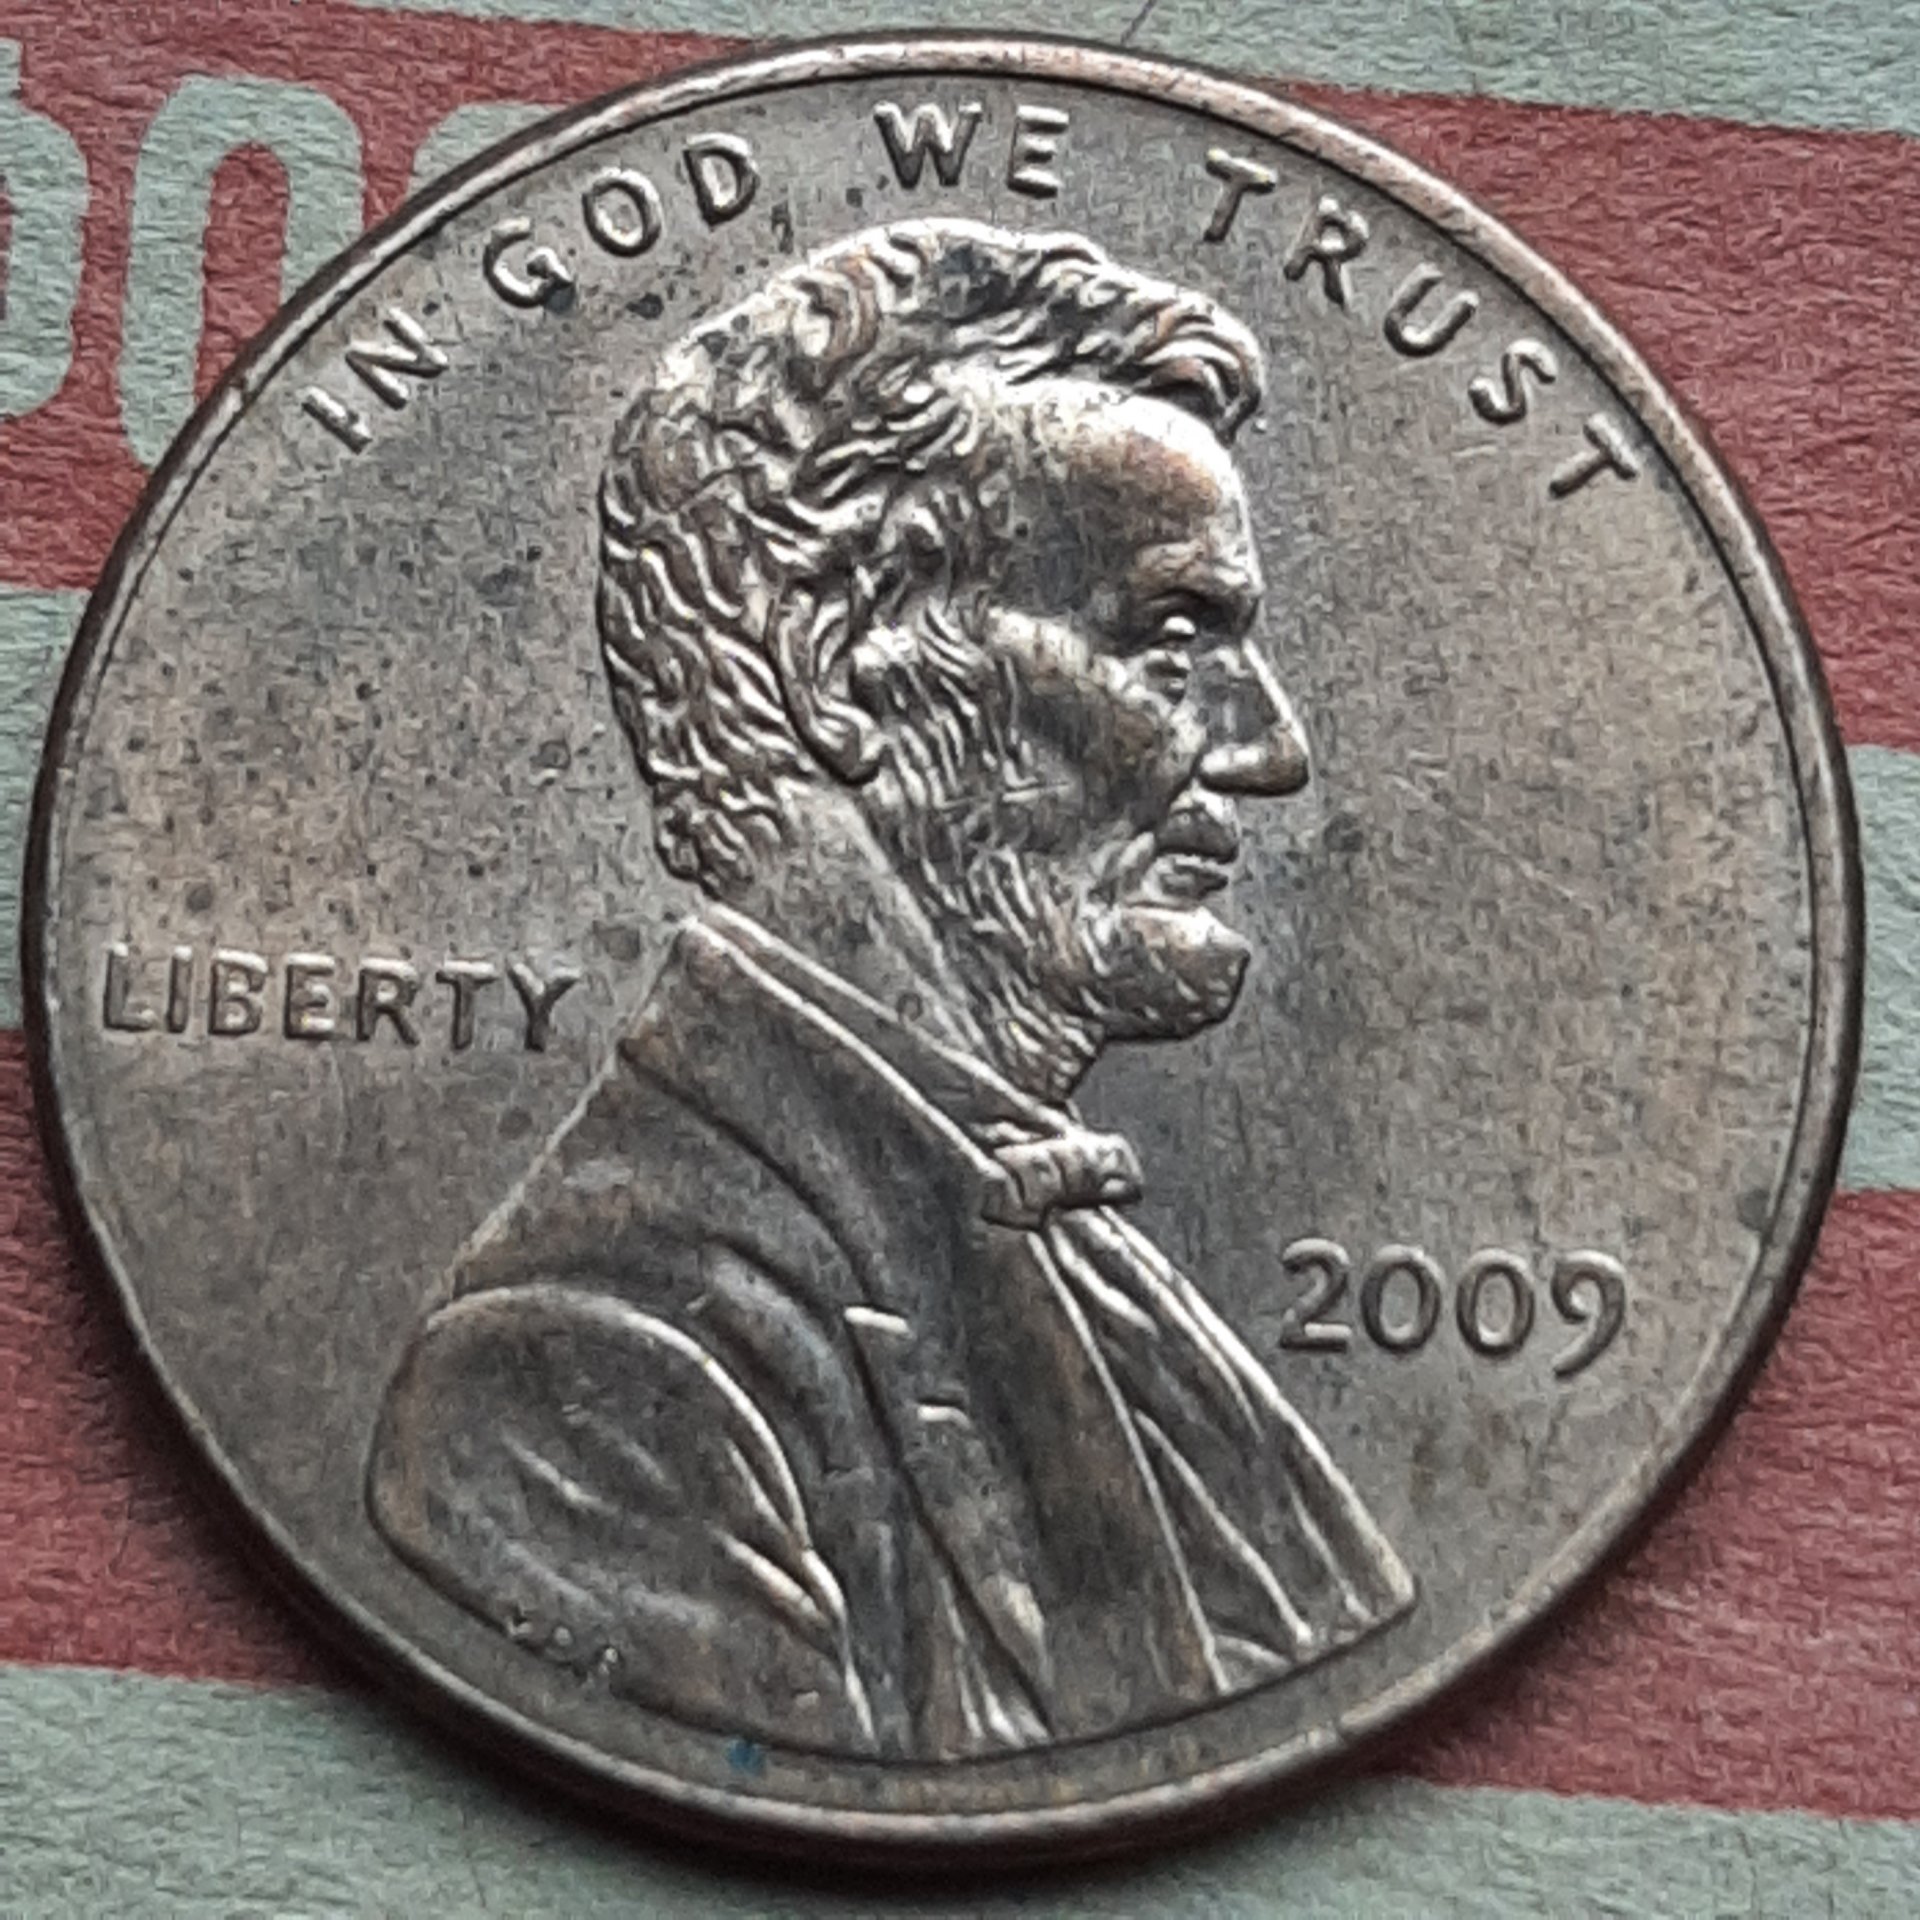 IN GOD WE TRUST
LIBERTY
2009